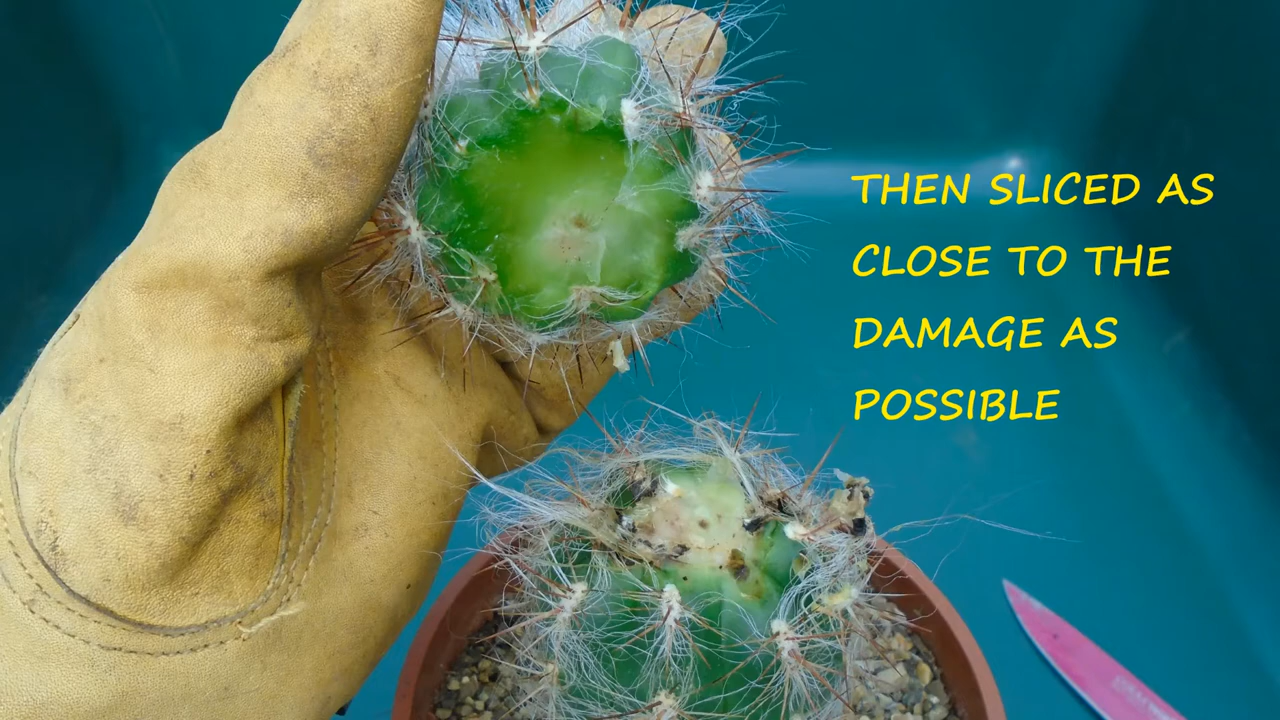 THEN SLICED AS
CLOSE TO THE
DAMAGE AS
POSSIBLE